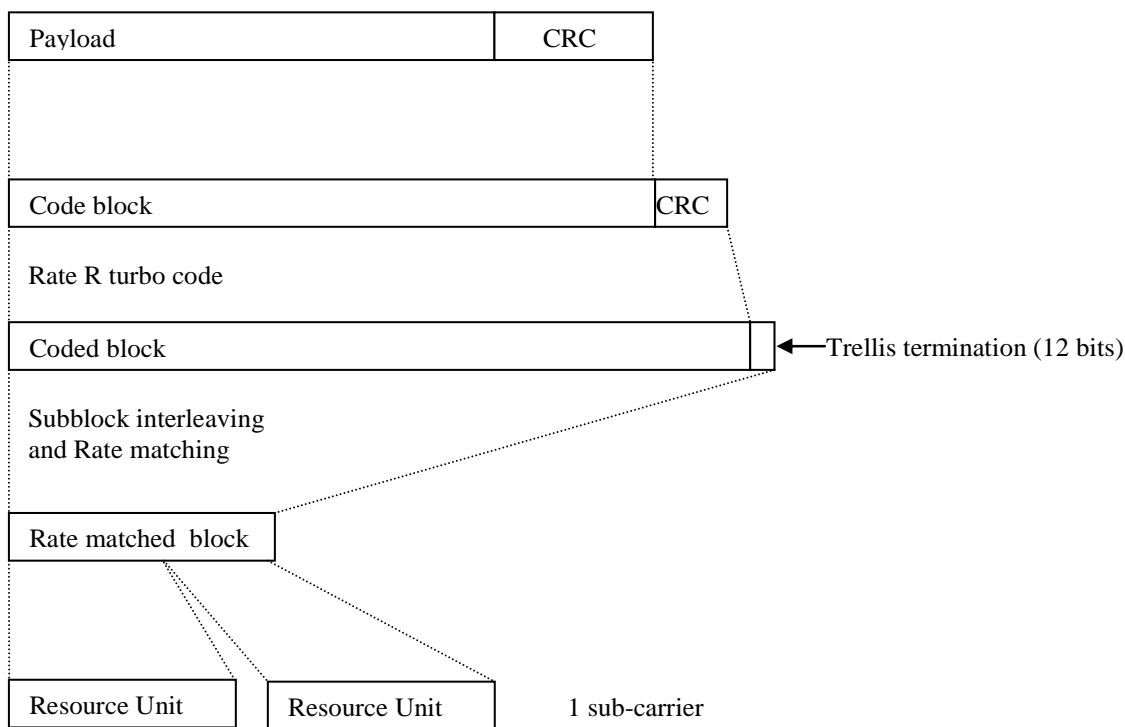 Payload
CRC
Code block
CRC
Rate R turbo code
Coded block
Trellis termination (12 bits)
Subblock interleaving
and Rate matching
Rate matched block
Resource Unit
Resource Unit
1 sub-carrier